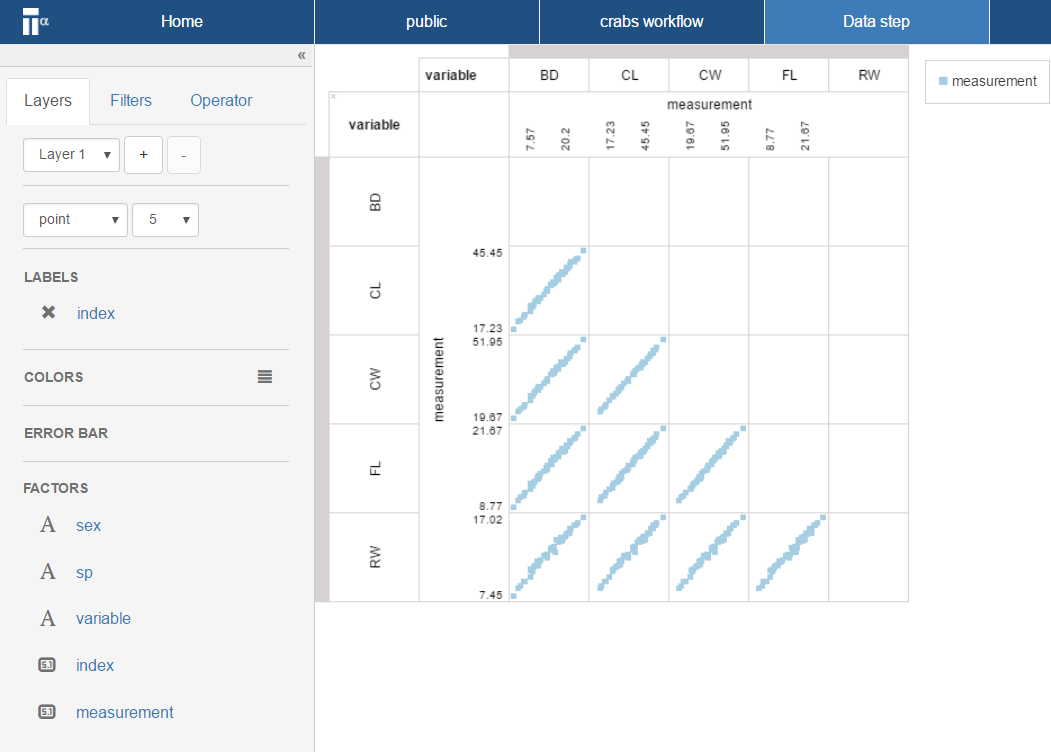 α Home public crabs workflow Data step
«
Layers Filters Operator
Layer 1 + -
point 5
LABELS
index
COLORS
ERROR BAR
FACTORS
A sex
A sp
A variable
5.1 index
5.1 measurement
variable BD CL CW FL RW
× variable measurement
7.57 20.2 17.23 45.45 19.67 51.95 8.77 21.67
measurement
BD
CL 45.45
17.23
CW 51.95
19.67
FL 21.67
8.77
RW 17.02
7.45
measurement